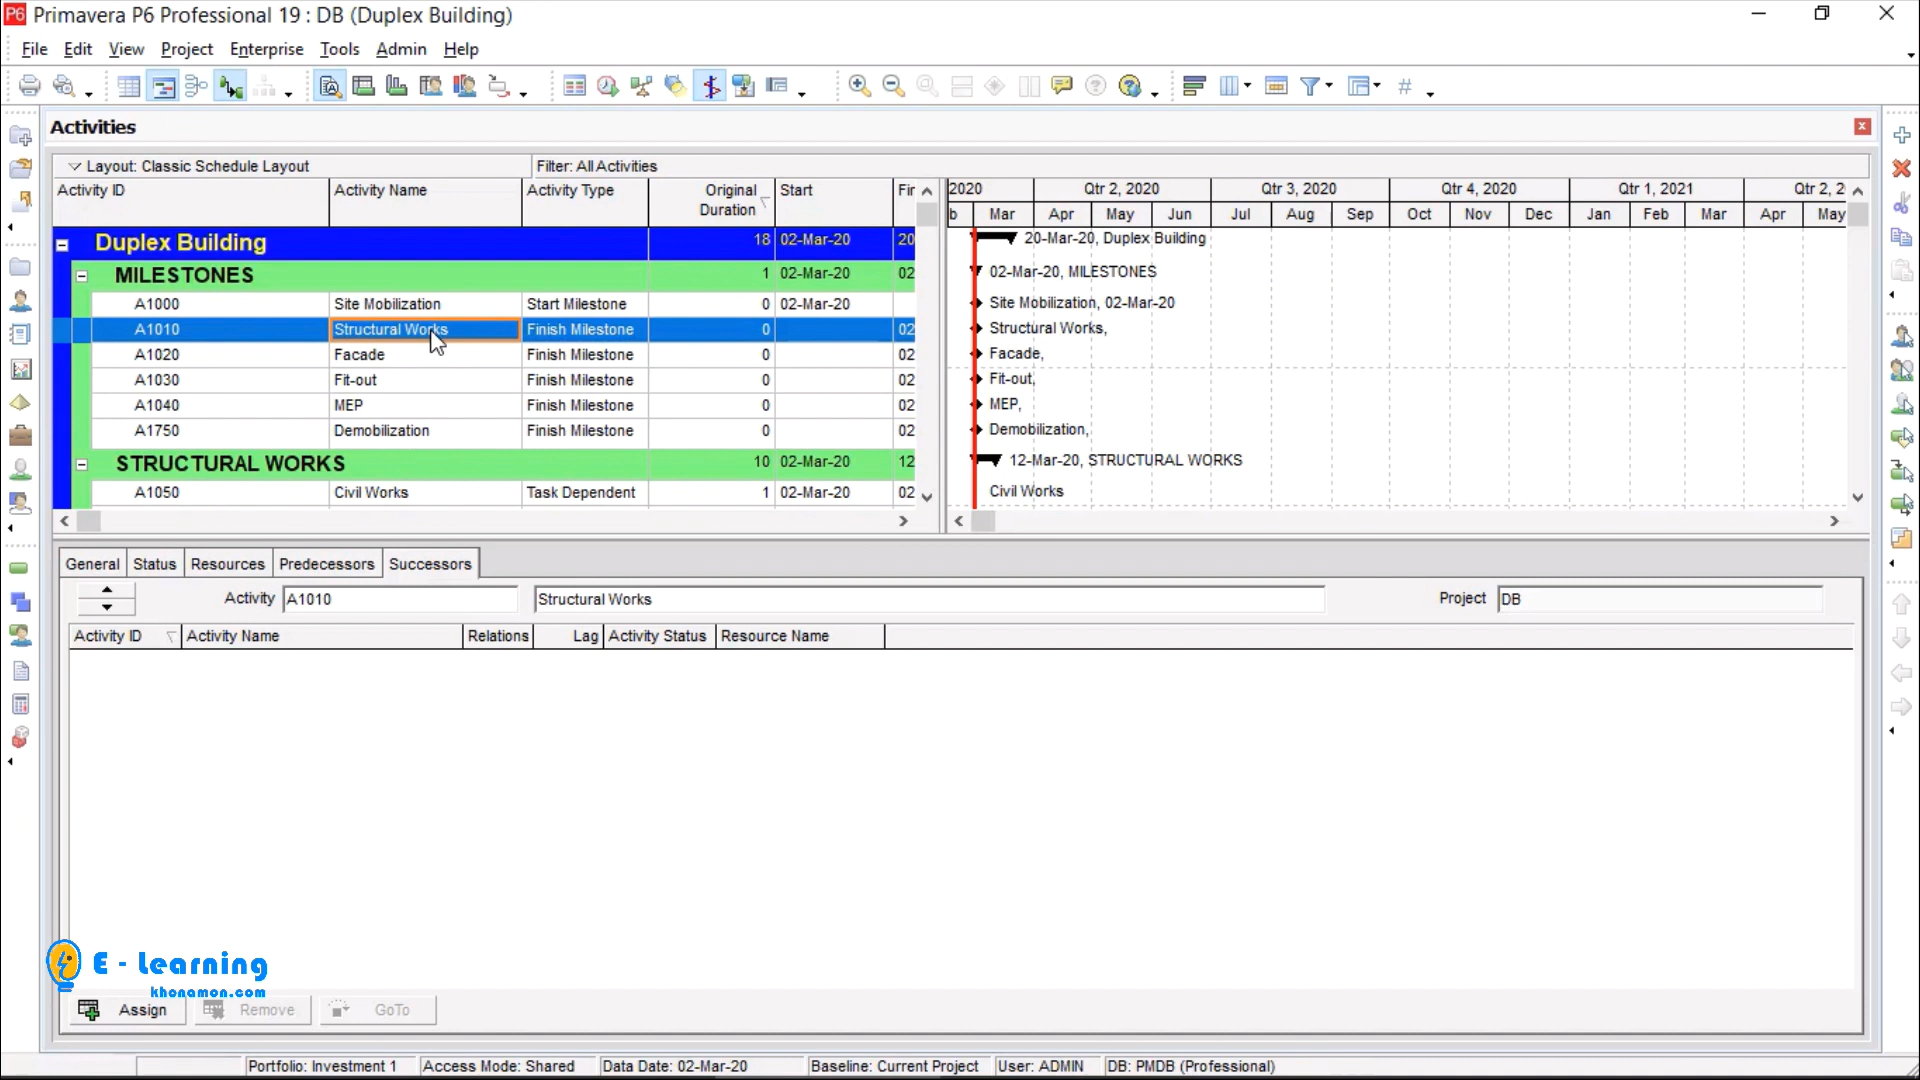 P6 Primavera P6 Professional 19 : DB (Duplex Building)
File Edit View Project Enterprise Tools Admin Help
Activities
Layout: Classic Schedule Layout Filter: All Activities
Activity ID Activity Name Activity Type Original Duration Start Fir
2020 Qtr 2, 2020 Qtr 3, 2020 Qtr 4, 2020 Qtr 1, 2021 Qtr 2, 2
b Mar Apr May Jun Jul Aug Sep Oct Nov Dec Jan Feb Mar Apr May
Duplex Building 18 02-Mar-20 20 20-Mar-20, Duplex Building
MILESTONES 1 02-Mar-20 02 02-Mar-20, MILESTONES
A1000 Site Mobilization Start Milestone 0 02-Mar-20 Site Mobilization, 02-Mar-20
A1010 Structural Works Finish Milestone 0 02 Structural Works,
A1020 Facade Finish Milestone 0 02 Facade,
A1030 Fit-out Finish Milestone 0 02 Fit-out,
A1040 MEP Finish Milestone 0 02 MEP,
A1750 Demobilization Finish Milestone 0 02 Demobilization,
STRUCTURAL WORKS 10 02-Mar-20 12 12-Mar-20, STRUCTURAL WORKS
A1050 Civil Works Task Dependent 1 02-Mar-20 02 Civil Works
General Status Resources Predecessors Successors
Activity A1010 Structural Works Project DB
Activity ID Activity Name Relations Lag Activity Status Resource Name
E - Learning
khonamon.com
Assign Remove GoTo
Portfolio: Investment 1 Access Mode: Shared Data Date: 02-Mar-20 Baseline: Current Project User: ADMIN DB: PMDB (Professional)